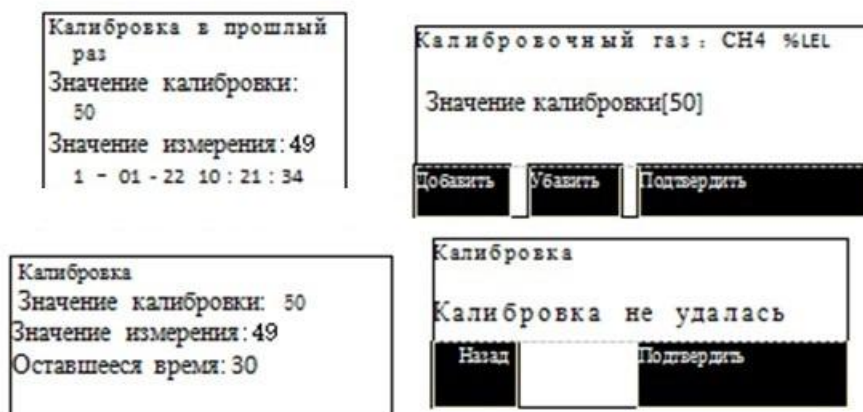 Калибровка в прошлый
раз
Значение калибровки:
50
Значение измерения:49
1 - 01 - 22 10 : 21 : 34
Калибровочный газ: CH4 %LEL
Значение калибровки[50]
Добавить Убавить Подтвердить
Калибровка
Значение калибровки: 50
Значение измерения:49
Оставшееся время:30
Калибровка
Калибровка не удалась
Назад Подтвердить